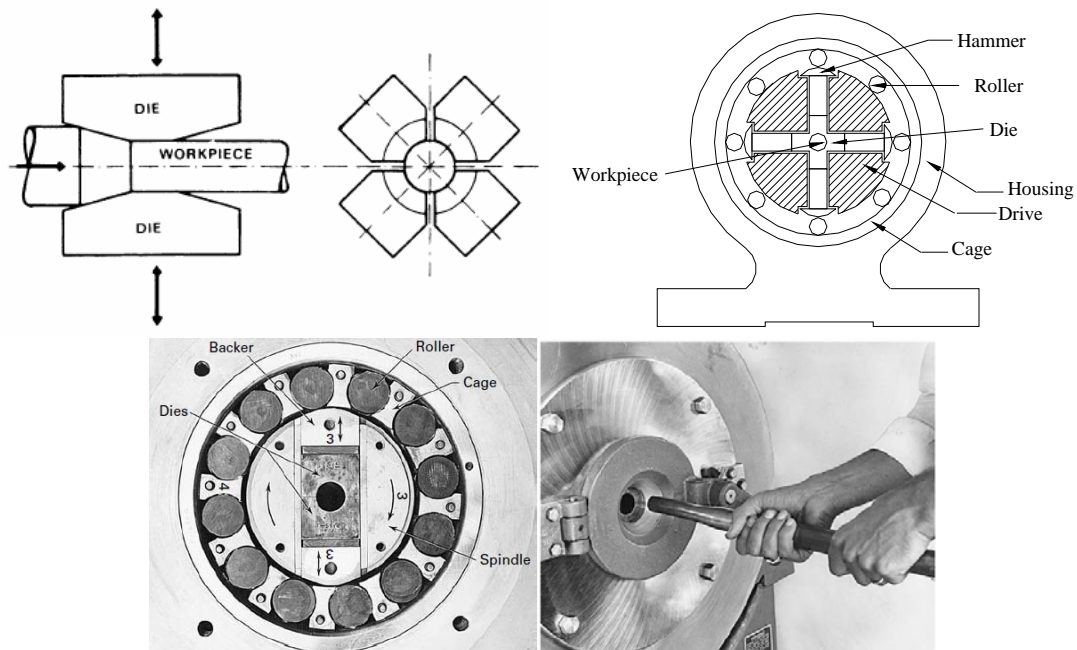 DIE
WORKPIECE
DIE
Hammer
Roller
Die
Workpiece
Housing
Drive
Cage
Backer
Roller
Cage
Dies
3
4
3
3
Spindle